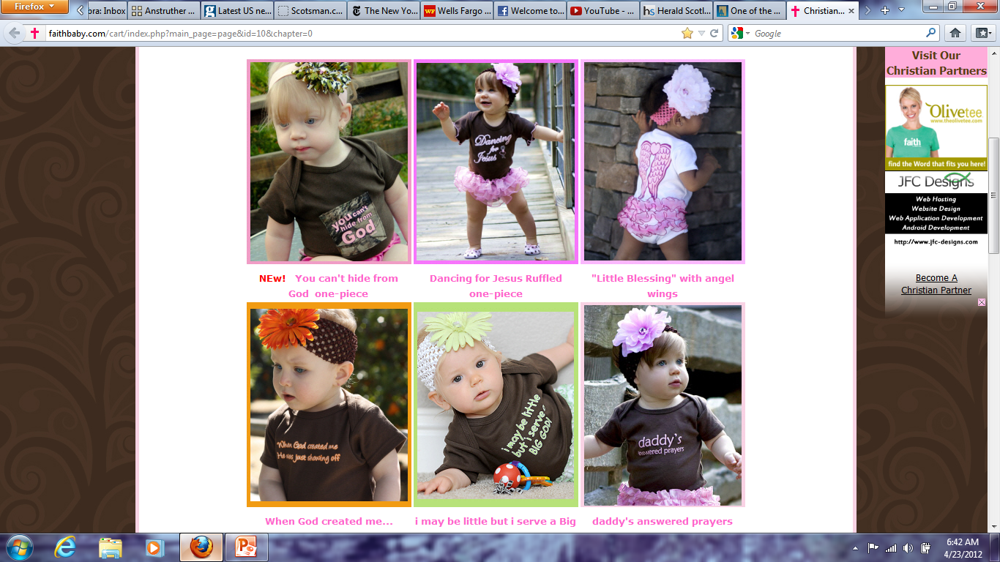 Firefox
ora: Inbox
Anstruther ...
Latest US ne...
Scotsman.c...
The New Yo...
Wells Fargo ...
Welcome to...
YouTube - ...
Herald Scotl...
One of the ...
Christian...
faithbaby.com/cart/index.php?main_page=page&id=10&chapter=0
Google
you can't
hide from
God
Dancing
for
Jesus
NEw! You can't hide from
God one-piece
Dancing for Jesus Ruffled
one-piece
"Little Blessing" with angel
wings
When God created me
He was just showing off
i may be little
but i serve a
BIG GOD!
daddy's
answered prayers
When God created me...
i may be little but i serve a Big
daddy's answered prayers
Visit Our
Christian Partners
Olivetee.
www.theolivetee.com
faith
find the Word that fits you here!
JFC Designs
Web Hosting
Website Design
Web Application Development
Android Development
http://www.jfc-designs.com
Become A
Christian Partner
6:42 AM
4/23/2012